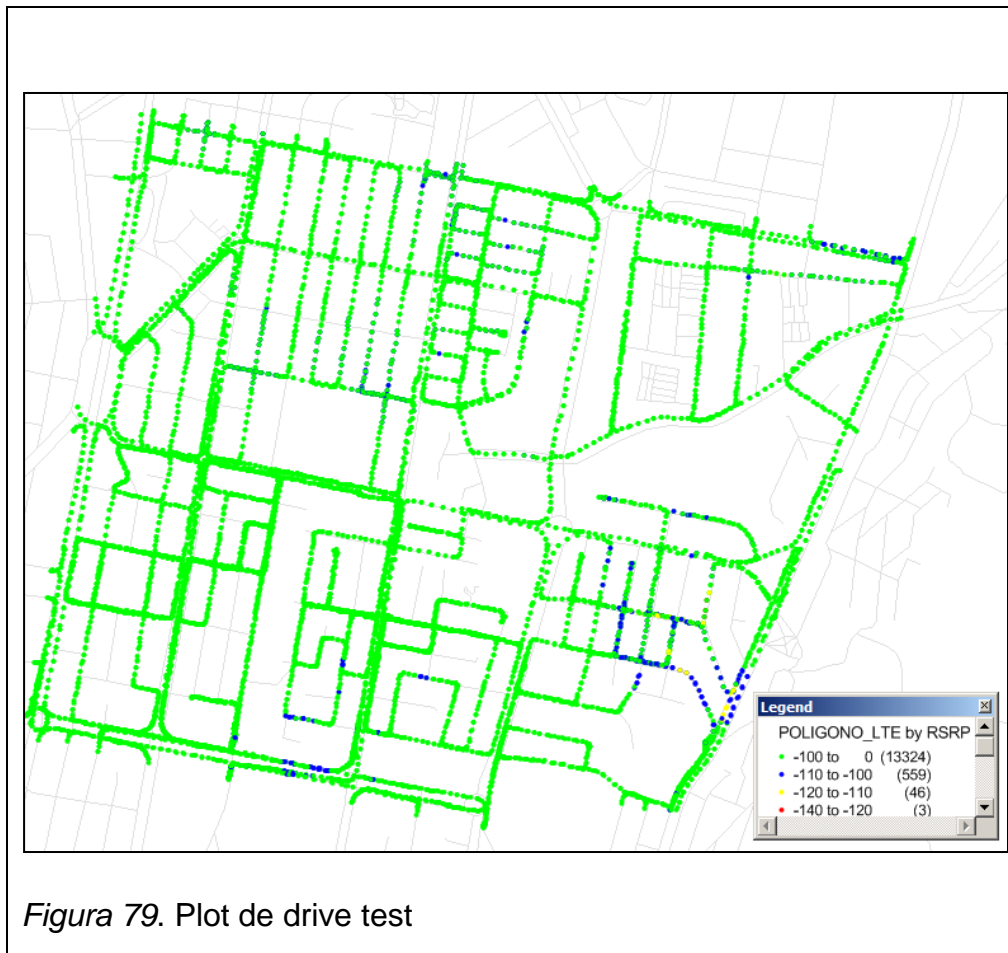 Legend
POLIGONO_LTE by RSRP
-100 to 0 (13324)
-110 to -100 (559)
-120 to -110 (46)
-140 to -120 (3)
Figura 79. Plot de drive test